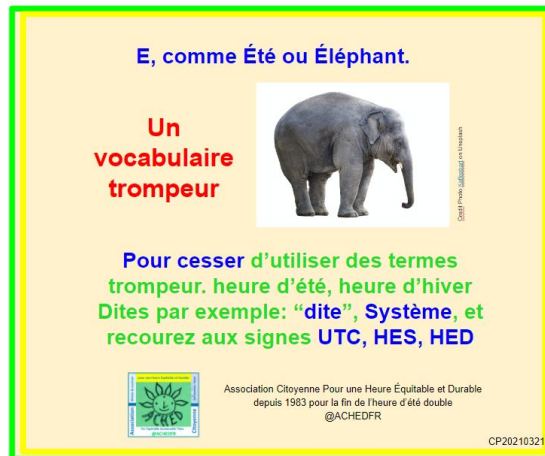 E, comme Été ou Éléphant.
Un
vocabulaire
trompeur
Pour cesser d'utiliser des termes
trompeur. heure d'été, heure d'hiver
Dites par exemple: “dite”, Système, et
recourez aux signes UTC, HES, HED
ACHED
@ACHEDFR
Association Citoyenne Pour une Heure Équitable et Durable
depuis 1983 pour la fin de l'heure d'été double
@ACHEDFR
CP20210321